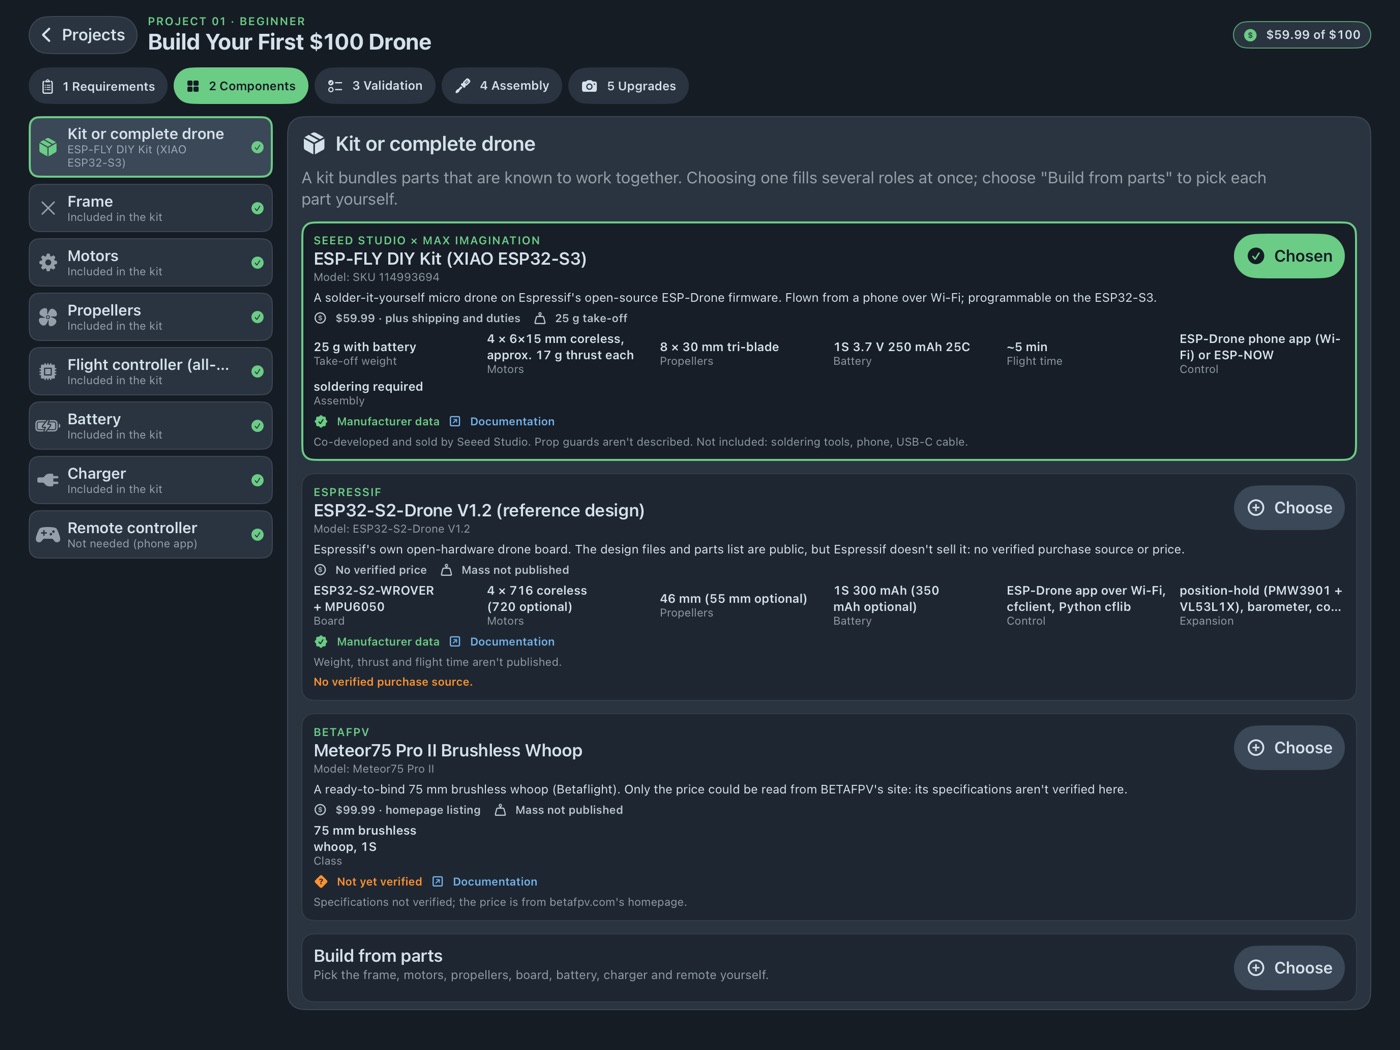 Projects
PROJECT 01 · BEGINNER
Build Your First $100 Drone
$59.99 of $100
1 Requirements
2 Components
3 Validation
4 Assembly
5 Upgrades
Kit or complete drone
ESP-FLY DIY Kit (XIAO
ESP32-S3)
Frame
Included in the kit
Motors
Included in the kit
Propellers
Included in the kit
Flight controller (all-...
Included in the kit
Battery
Included in the kit
Charger
Included in the kit
Remote controller
Not needed (phone app)
Kit or complete drone
A kit bundles parts that are known to work together. Choosing one fills several roles at once; choose "Build from parts" to pick each
part yourself.
SEEED STUDIO × MAX IMAGINATION
ESP-FLY DIY Kit (XIAO ESP32-S3)
Model: SKU 114993694
Chosen
A solder-it-yourself micro drone on Espressif's open-source ESP-Drone firmware. Flown from a phone over Wi-Fi; programmable on the ESP32-S3.
$59.99 · plus shipping and duties
25 g take-off
25 g with battery
Take-off weight
4 × 6×15 mm coreless,
approx. 17 g thrust each
Motors
8 × 30 mm tri-blade
Propellers
1S 3.7 V 250 mAh 25C
Battery
~5 min
Flight time
ESP-Drone phone app (Wi-
Fi) or ESP-NOW
Control
soldering required
Assembly
Manufacturer data
Documentation
Co-developed and sold by Seeed Studio. Prop guards aren't described. Not included: soldering tools, phone, USB-C cable.
ESPRESSIF
ESP32-S2-Drone V1.2 (reference design)
Model: ESP32-S2-Drone V1.2
Choose
Espressif's own open-hardware drone board. The design files and parts list are public, but Espressif doesn't sell it: no verified purchase source or price.
No verified price
Mass not published
ESP32-S2-WROVER
+ MPU6050
Board
4 × 716 coreless
(720 optional)
Motors
46 mm (55 mm optional)
Propellers
1S 300 mAh (350
mAh optional)
Battery
ESP-Drone app over Wi-Fi,
cfclient, Python cflib
Control
position-hold (PMW3901 +
VL53L1X), barometer, co...
Expansion
Manufacturer data
Documentation
Weight, thrust and flight time aren't published.
No verified purchase source.
BETAFPV
Meteor75 Pro II Brushless Whoop
Model: Meteor75 Pro II
Choose
A ready-to-bind 75 mm brushless whoop (Betaflight). Only the price could be read from BETAFPV's site: its specifications aren't verified here.
$99.99 · homepage listing
Mass not published
75 mm brushless
whoop, 1S
Class
Not yet verified
Documentation
Specifications not verified; the price is from betafpv.com's homepage.
Build from parts
Pick the frame, motors, propellers, board, battery, charger and remote yourself.
Choose